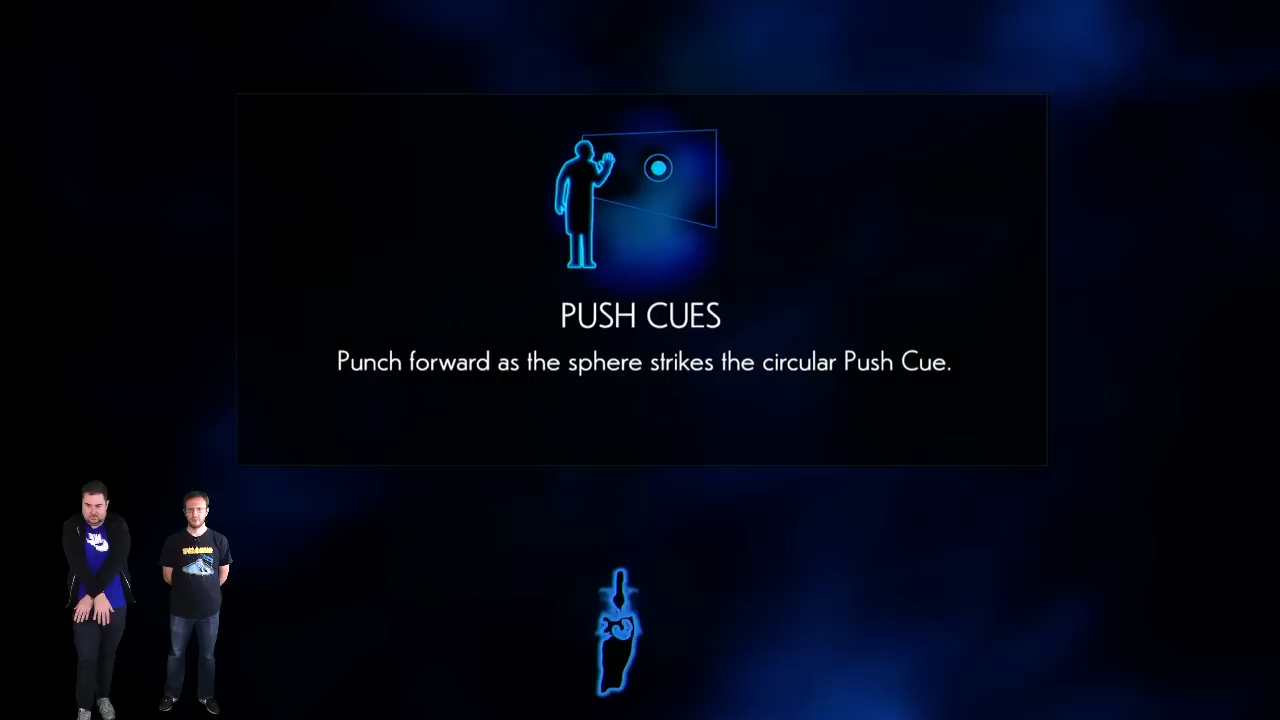 PUSH CUES
Punch forward as the sphere strikes the circular Push Cue.